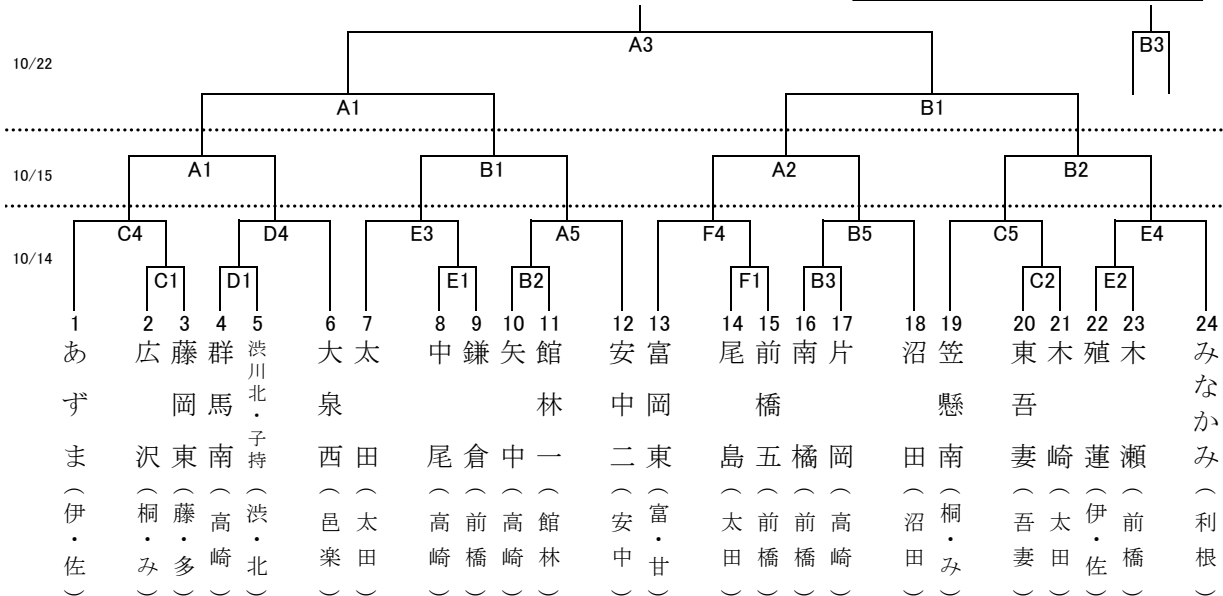 A3
B3
10/22
A1
B1
10/15
A1
B1
A2
B2
10/14
C4
D4
E3
A5
F4
B5
C5
E4
C1
D1
E1
B2
F1
B3
C2
E2
1 あずま（伊・佐）
2 広沢（桐・み）
3 藤岡東（藤・多）
4 群馬南（高崎）
5 渋川北・子持（渋・北）
6 大泉西（邑楽）
7 太田（太田）
8 中尾（高崎）
9 鎌倉（前橋）
10 矢中（高崎）
11 館林一（館林）
12 安中二（安中）
13 富岡東（富・甘）
14 尾島（太田）
15 前橋五（前橋）
16 南橘（前橋）
17 片岡（高崎）
18 沼田（沼田）
19 笠懸南（桐・み）
20 東吾妻（吾妻）
21 木崎（太田）
22 殖蓮（伊・佐）
23 木瀬（前橋）
24 みなかみ（利根）